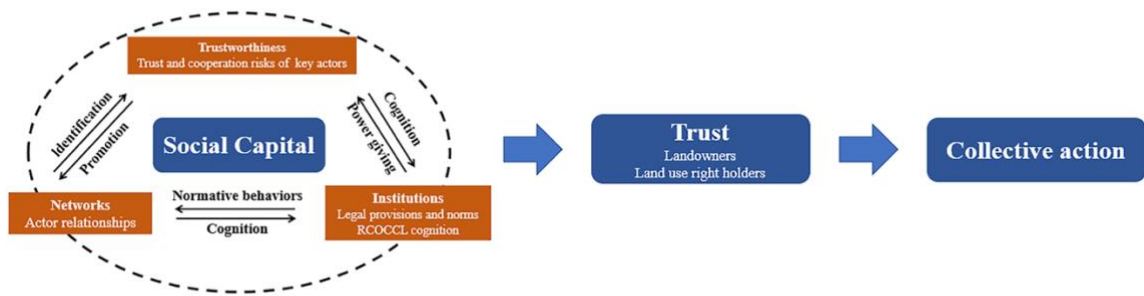 Trustworthiness
Trust and cooperation risks of key actors
Identification
Promotion
Cognition
Power giving
Social Capital
Networks
Actor relationships
Normative behaviors
Cognition
Institutions
Legal provisions and norms
RCOCCL cognition
Trust
Landowners
Land use right holders
Collective action